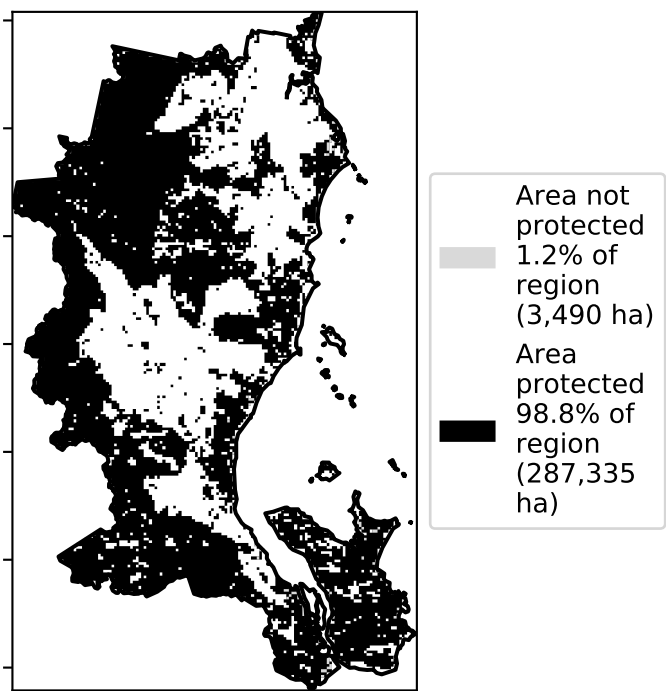 Area not
protected
1.2% of
region
(3,490 ha)
Area
protected
98.8% of
region
(287,335
ha)